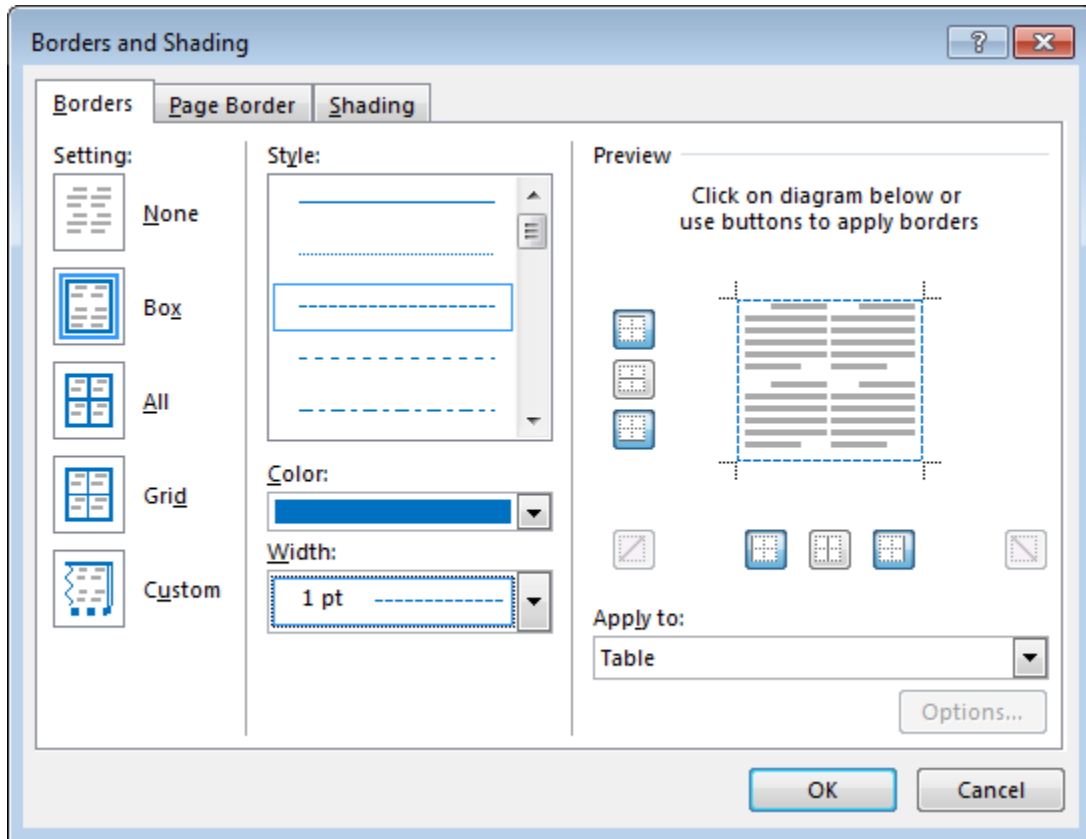 Borders and Shading
Borders
Page Border
Shading
Setting:
None
Box
All
Grid
Custom
Style:
Color:
Width:
1 pt
Preview
Click on diagram below or
use buttons to apply borders
Apply to:
Table
Options...
OK
Cancel